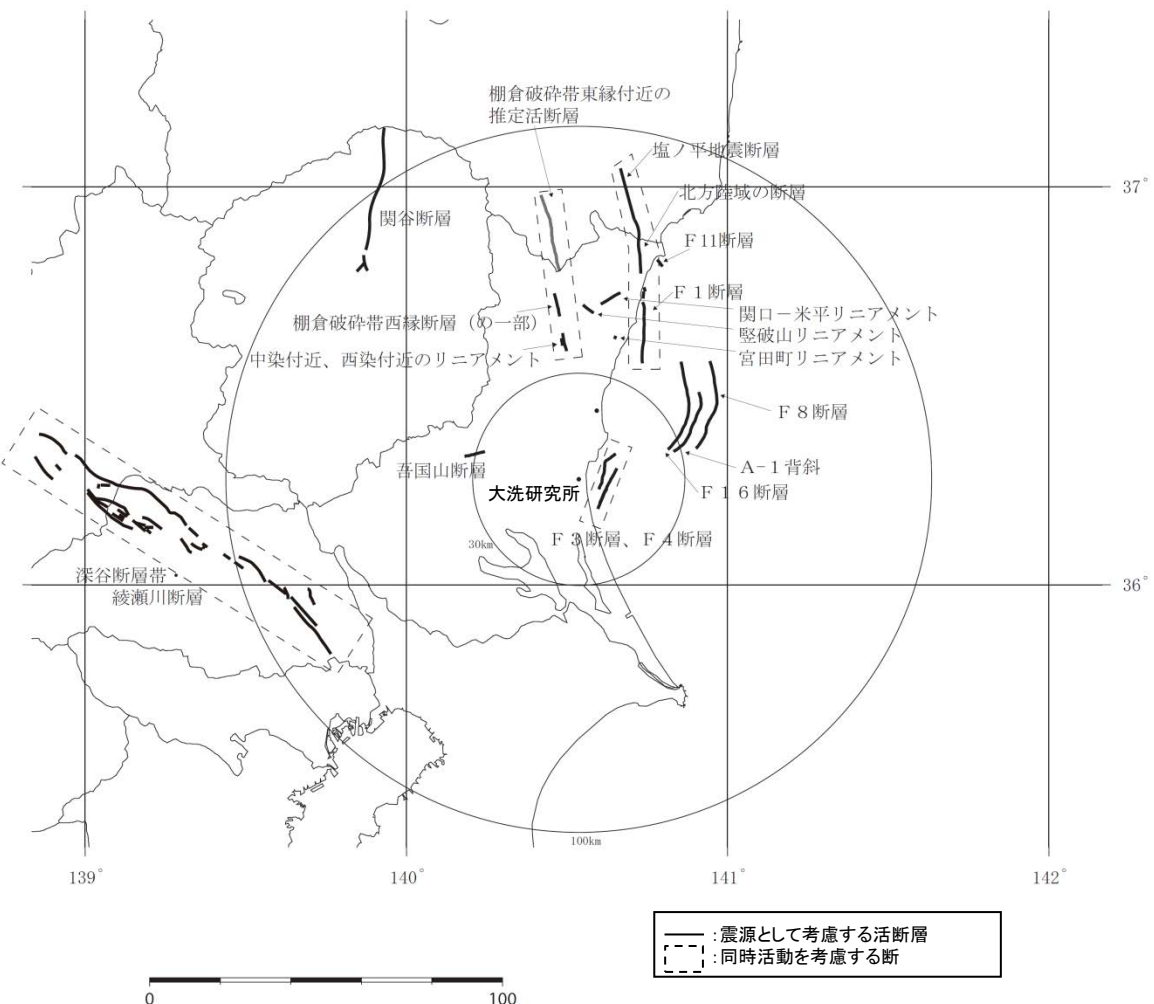 棚倉破砕帯東縁付近の
推定活断層
塩ノ平地震断層
37°
北方陸域の断層
関谷断層
F11断層
F1断層
関口－米平リニアメント
棚倉破砕帯西縁断層（の一部）
竪破山リニアメント
中染付近、西染付近のリニアメント
宮田町リニアメント
F8断層
吾国山断層
A-1背斜
大洗研究所
F16断層
F3断層、F4断層
30km
深谷断層帯・
綾瀬川断層
36°
100km
139°
140°
141°
142°
:震源として考慮する活断層
:同時活動を考慮する断
0
100